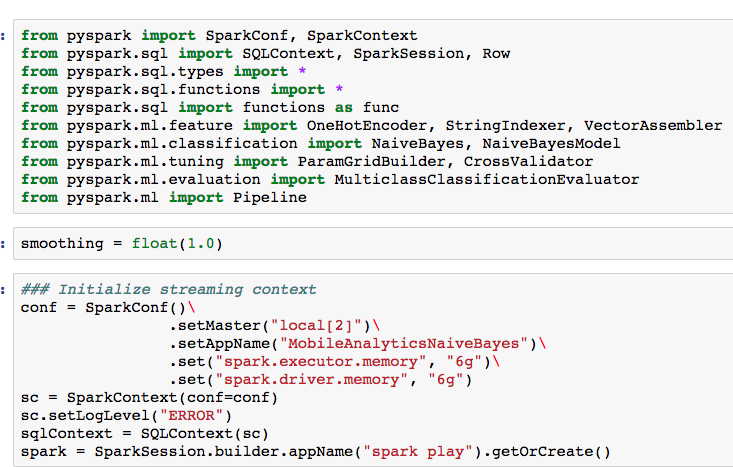 : from pyspark import SparkConf, SparkContext
from pyspark.sql import SQLContext, SparkSession, Row
from pyspark.sql.types import *
from pyspark.sql.functions import *
from pyspark.sql import functions as func
from pyspark.ml.feature import OneHotEncoder, StringIndexer, VectorAssembler
from pyspark.ml.classification import NaiveBayes, NaiveBayesModel
from pyspark.ml.tuning import ParamGridBuilder, CrossValidator
from pyspark.ml.evaluation import MulticlassClassificationEvaluator
from pyspark.ml import Pipeline
: smoothing = float(1.0)
: ### Initialize streaming context
conf = SparkConf()\
.setMaster("local[2]")\
.setAppName("MobileAnalyticsNaiveBayes")\
.set("spark.executor.memory", "6g")\
.set("spark.driver.memory", "6g")
sc = SparkContext(conf=conf)
sc.setLogLevel("ERROR")
sqlContext = SQLContext(sc)
spark = SparkSession.builder.appName("spark play").getOrCreate()